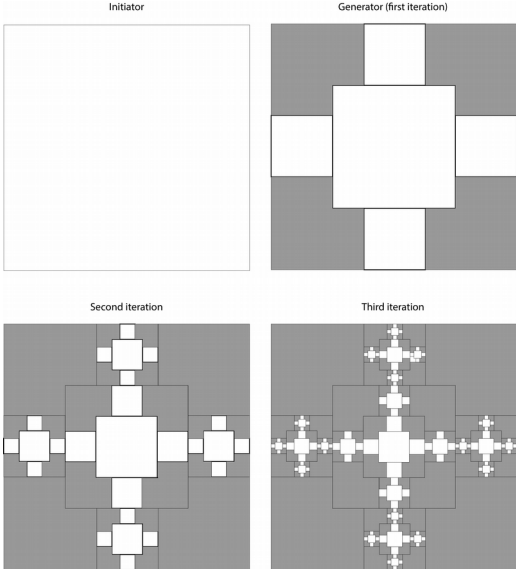 Initiator
Generator (first iteration)
Second iteration
Third iteration